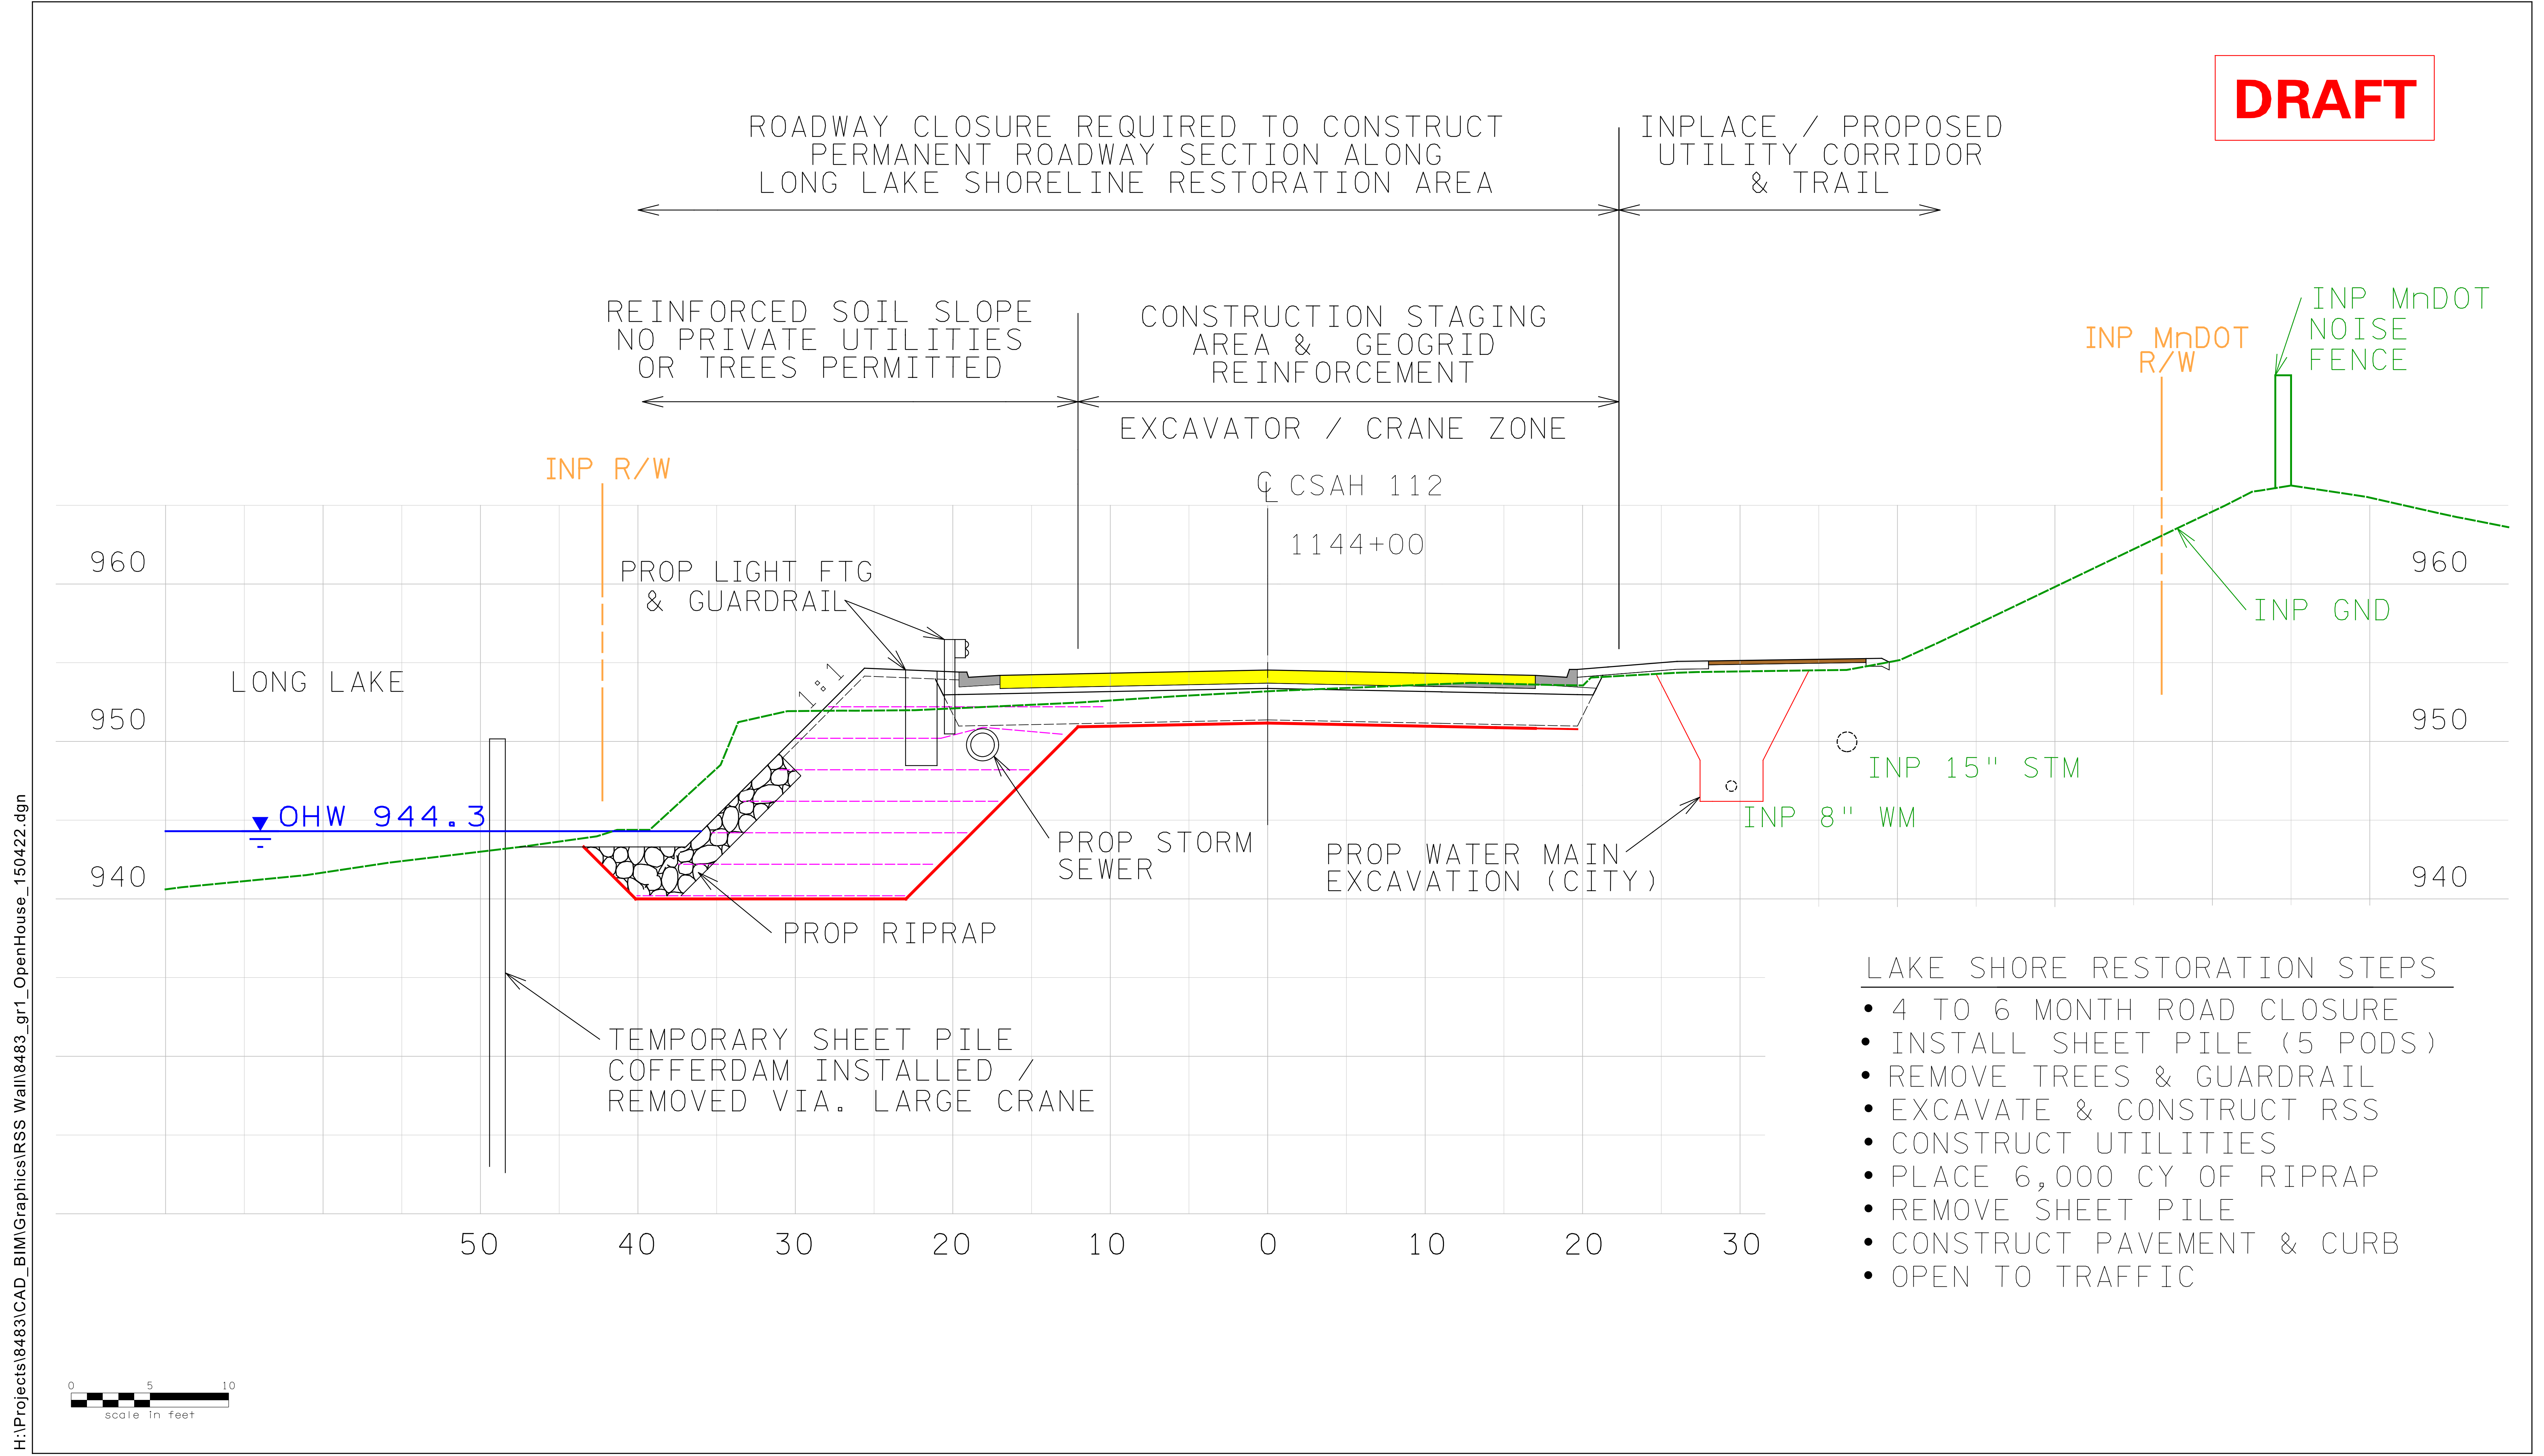 DRAFT
ROADWAY CLOSURE REQUIRED TO CONSTRUCT
PERMANENT ROADWAY SECTION ALONG
LONG LAKE SHORELINE RESTORATION AREA
INPLACE / PROPOSED
UTILITY CORRIDOR
& TRAIL
REINFORCED SOIL SLOPE
NO PRIVATE UTILITIES
OR TREES PERMITTED
CONSTRUCTION STAGING
AREA & GEOGRID
REINFORCEMENT
EXCAVATOR / CRANE ZONE
INP MnDOT
R/W
INP MnDOT
NOISE
FENCE
INP R/W
CL CSAH 112
1144+00
960
960
PROP LIGHT FTG
& GUARDRAIL
INP GND
LONG LAKE
1:1
950
950
INP 15" STM
OHW 944.3
INP 8" WM
PROP STORM
SEWER
PROP WATER MAIN
EXCAVATION (CITY)
940
940
PROP RIPRAP
TEMPORARY SHEET PILE
COFFERDAM INSTALLED /
REMOVED VIA. LARGE CRANE
LAKE SHORE RESTORATION STEPS
• 4 TO 6 MONTH ROAD CLOSURE
• INSTALL SHEET PILE (5 PODS)
• REMOVE TREES & GUARDRAIL
• EXCAVATE & CONSTRUCT RSS
• CONSTRUCT UTILITIES
• PLACE 6,000 CY OF RIPRAP
• REMOVE SHEET PILE
• CONSTRUCT PAVEMENT & CURB
• OPEN TO TRAFFIC
50 40 30 20 10 0 10 20 30
0 5 10
scale in feet
H:\Projects\8483\CAD_BIM\Graphics\RSS Wall\8483_gr1_OpenHouse_150422.dgn